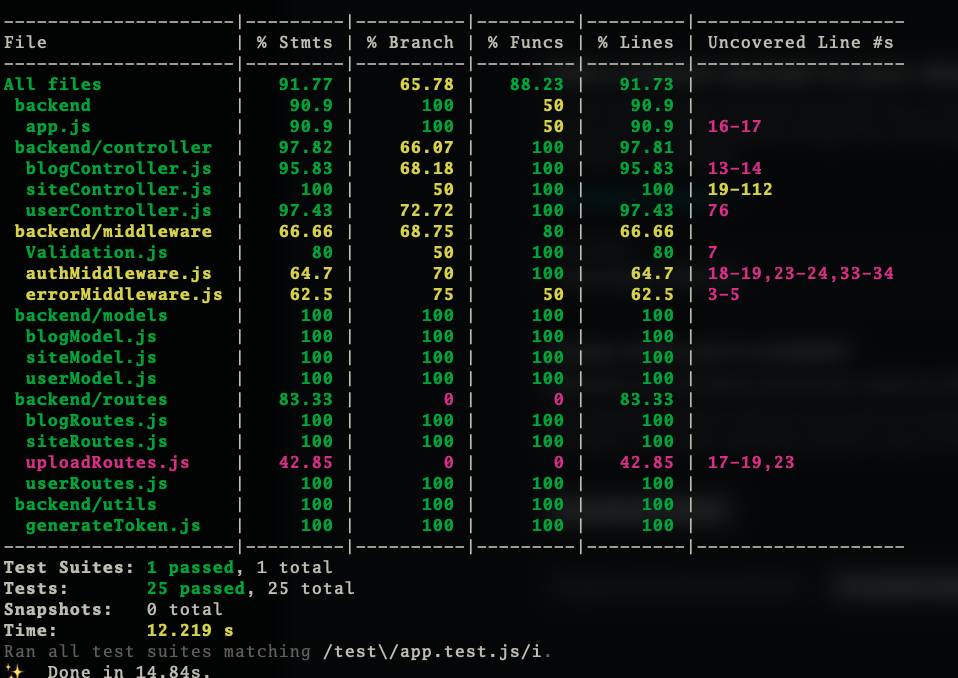 ---------------------|---------|----------|---------|---------|-------------------
File                 | % Stmts | % Branch | % Funcs | % Lines | Uncovered Line #s
---------------------|---------|----------|---------|---------|-------------------
All files            |   91.77 |    65.78 |   88.23 |   91.73 |
 backend             |    90.9 |      100 |      50 |    90.9 |
  app.js             |    90.9 |      100 |      50 |    90.9 | 16-17
 backend/controller  |   97.82 |    66.07 |     100 |   97.81 |
  blogController.js  |   95.83 |    68.18 |     100 |   95.83 | 13-14
  siteController.js  |     100 |       50 |     100 |     100 | 19-112
  userController.js  |   97.43 |    72.72 |     100 |   97.43 | 76
 backend/middleware  |   66.66 |    68.75 |      80 |   66.66 |
  Validation.js      |      80 |       50 |     100 |      80 | 7
  authMiddleware.js  |    64.7 |       70 |     100 |    64.7 | 18-19,23-24,33-34
  errorMiddleware.js |    62.5 |       75 |      50 |    62.5 | 3-5
 backend/models      |     100 |      100 |     100 |     100 |
  blogModel.js       |     100 |      100 |     100 |     100 |
  siteModel.js       |     100 |      100 |     100 |     100 |
  userModel.js       |     100 |      100 |     100 |     100 |
 backend/routes      |   83.33 |        0 |       0 |   83.33 |
  blogRoutes.js      |     100 |      100 |     100 |     100 |
  siteRoutes.js      |     100 |      100 |     100 |     100 |
  uploadRoutes.js    |   42.85 |        0 |       0 |   42.85 | 17-19,23
  userRoutes.js      |     100 |      100 |     100 |     100 |
 backend/utils       |     100 |      100 |     100 |     100 |
  generateToken.js   |     100 |      100 |     100 |     100 |
---------------------|---------|----------|---------|---------|-------------------
Test Suites: 1 passed, 1 total
Tests:       25 passed, 25 total
Snapshots:   0 total
Time:        12.219 s
Ran all test suites matching /test\/app.test.js/i.
✨  Done in 14.84s.